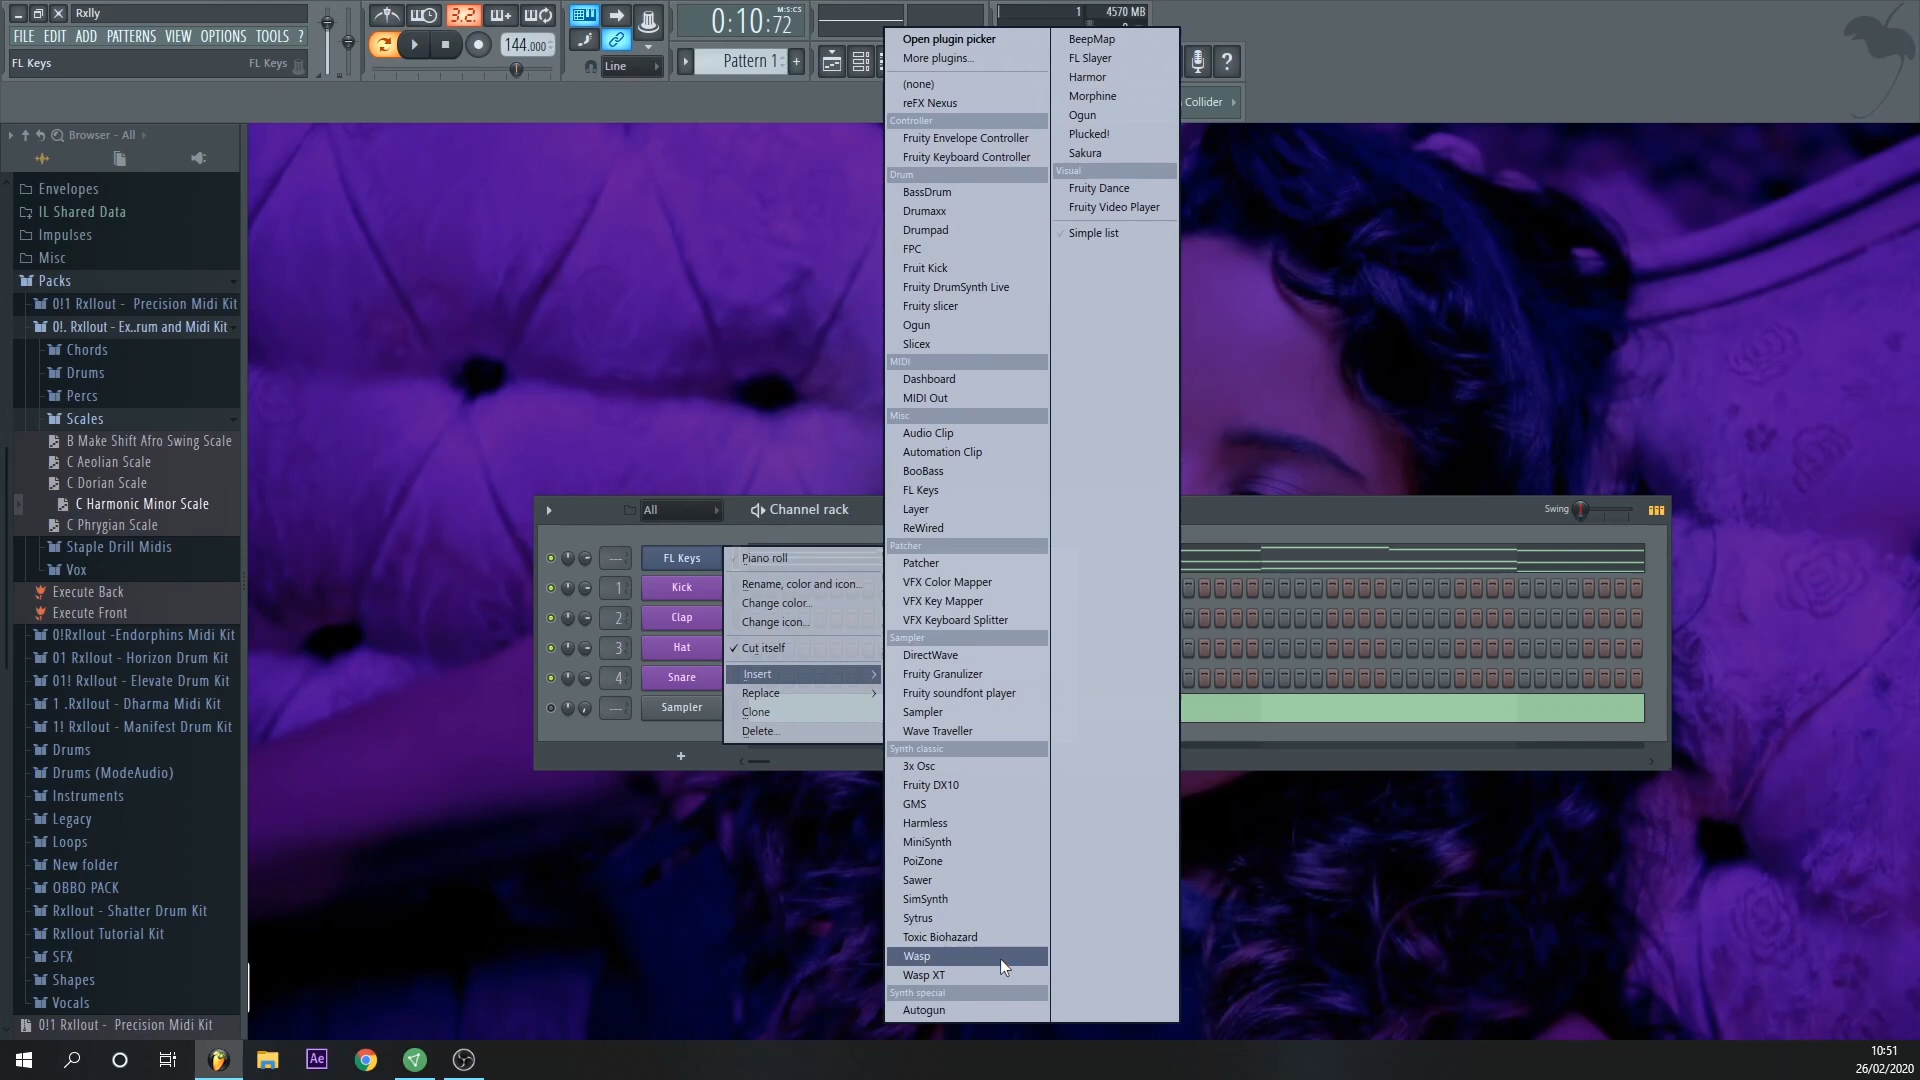 Rxlly
FILE EDIT ADD PATTERNS VIEW OPTIONS TOOLS ?
FL Keys
FL Keys
3.2.
144.000
Line
0:10:72
M:S:CS
Pattern 1
+
1
4570 MB
0
?
Collider
Browser - All
Envelopes
IL Shared Data
Impulses
Misc
Packs
0!1 Rxllout - Precision Midi Kit
0!. Rxllout - Ex..rum and Midi Kit
Chords
Drums
Percs
Scales
B Make Shift Afro Swing Scale
C Aeolian Scale
C Dorian Scale
C Harmonic Minor Scale
C Phrygian Scale
Staple Drill Midis
Vox
Execute Back
Execute Front
0!Rxllout -Endorphins Midi Kit
01 Rxllout - Horizon Drum Kit
01! Rxllout - Elevate Drum Kit
1 .Rxllout - Dharma Midi Kit
1! Rxllout - Manifest Drum Kit
Drums
Drums (ModeAudio)
Instruments
Legacy
Loops
New folder
OBBO PACK
Rxllout - Shatter Drum Kit
Rxllout Tutorial Kit
SFX
Shapes
Vocals
0!1 Rxllout - Precision Midi Kit
All
Channel rack
Swing
FL Keys
1 Kick
2 Clap
3 Hat
4 Snare
Sampler
+
Piano roll
Rename, color and icon...
Change color...
Change icon...
Cut itself
Insert
Replace
Clone
Delete...
Open plugin picker
More plugins...
(none)
reFX Nexus
Controller
Fruity Envelope Controller
Fruity Keyboard Controller
Drum
BassDrum
Drumaxx
Drumpad
FPC
Fruit Kick
Fruity DrumSynth Live
Fruity slicer
Ogun
Slicex
MIDI
Dashboard
MIDI Out
Misc
Audio Clip
Automation Clip
BooBass
FL Keys
Layer
ReWired
Patcher
Patcher
VFX Color Mapper
VFX Key Mapper
VFX Keyboard Splitter
Sampler
DirectWave
Fruity Granulizer
Fruity soundfont player
Sampler
Wave Traveller
Synth classic
3x Osc
Fruity DX10
GMS
Harmless
MiniSynth
PoiZone
Sawer
SimSynth
Sytrus
Toxic Biohazard
Wasp
Wasp XT
Synth special
Autogun
BeepMap
FL Slayer
Harmor
Morphine
Ogun
Plucked!
Sakura
Visual
Fruity Dance
Fruity Video Player
Simple list
Ae
10:51
26/02/2020